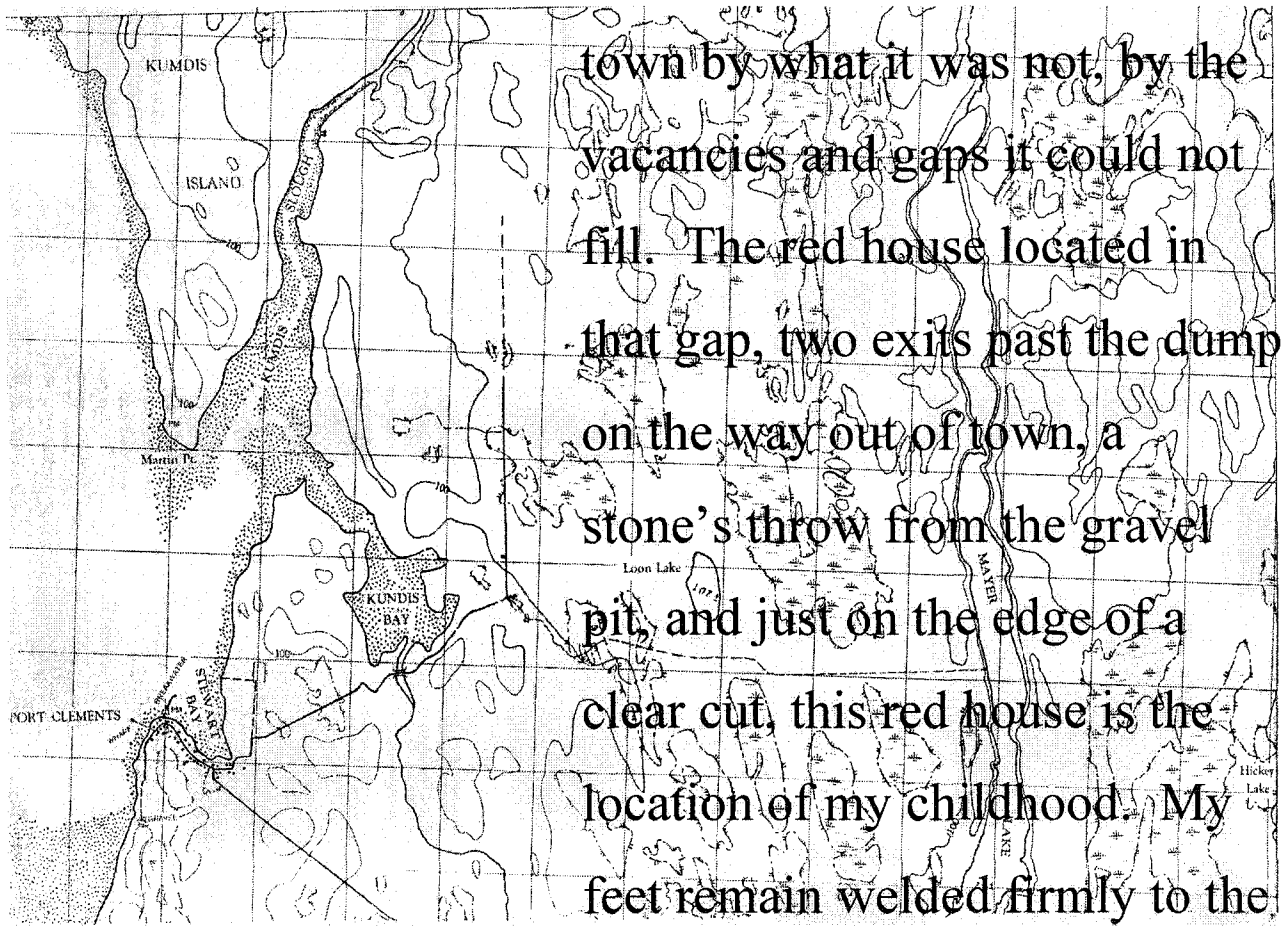 town by what it was not, by the
vacancies and gaps it could not
fill. The red house located in
that gap, two exits past the dump
on the way out of town, a
stone’s throw from the gravel
pit, and just on the edge of a
clear cut, this red house is the
location of my childhood. My
feet remain welded firmly to the
KUMDIS
ISLAND
SLOUGH
KUMDIS
100
100
Martin Pt.
100
Loon Lake
KUNDIS
BAY
100
STEWART
BAY
PORT CLEMENTS
MAYER
LAKE
Hickey
Lake